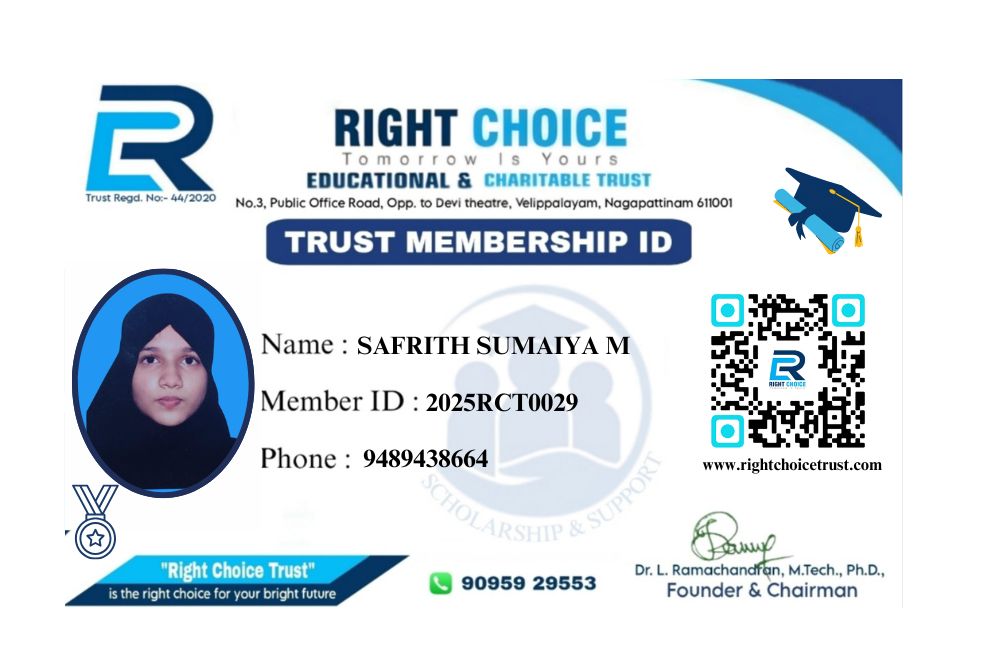 Trust Regd. No:- 44/2020
RIGHT CHOICE
Tomorrow Is Yours
EDUCATIONAL & CHARITABLE TRUST
No.3, Public Office Road, Opp. to Devi theatre, Velippalayam, Nagapattinam 611001
TRUST MEMBERSHIP ID
Name : SAFRITH SUMAIYA M
Member ID : 2025RCT0029
Phone : 9489438664
SCHOLARSHIP & SUPPORT
RIGHT CHOICE
www.rightchoicetrust.com
"Right Choice Trust"
is the right choice for your bright future
90959 29553
Dr. L. Ramachandran, M.Tech., Ph.D.,
Founder & Chairman